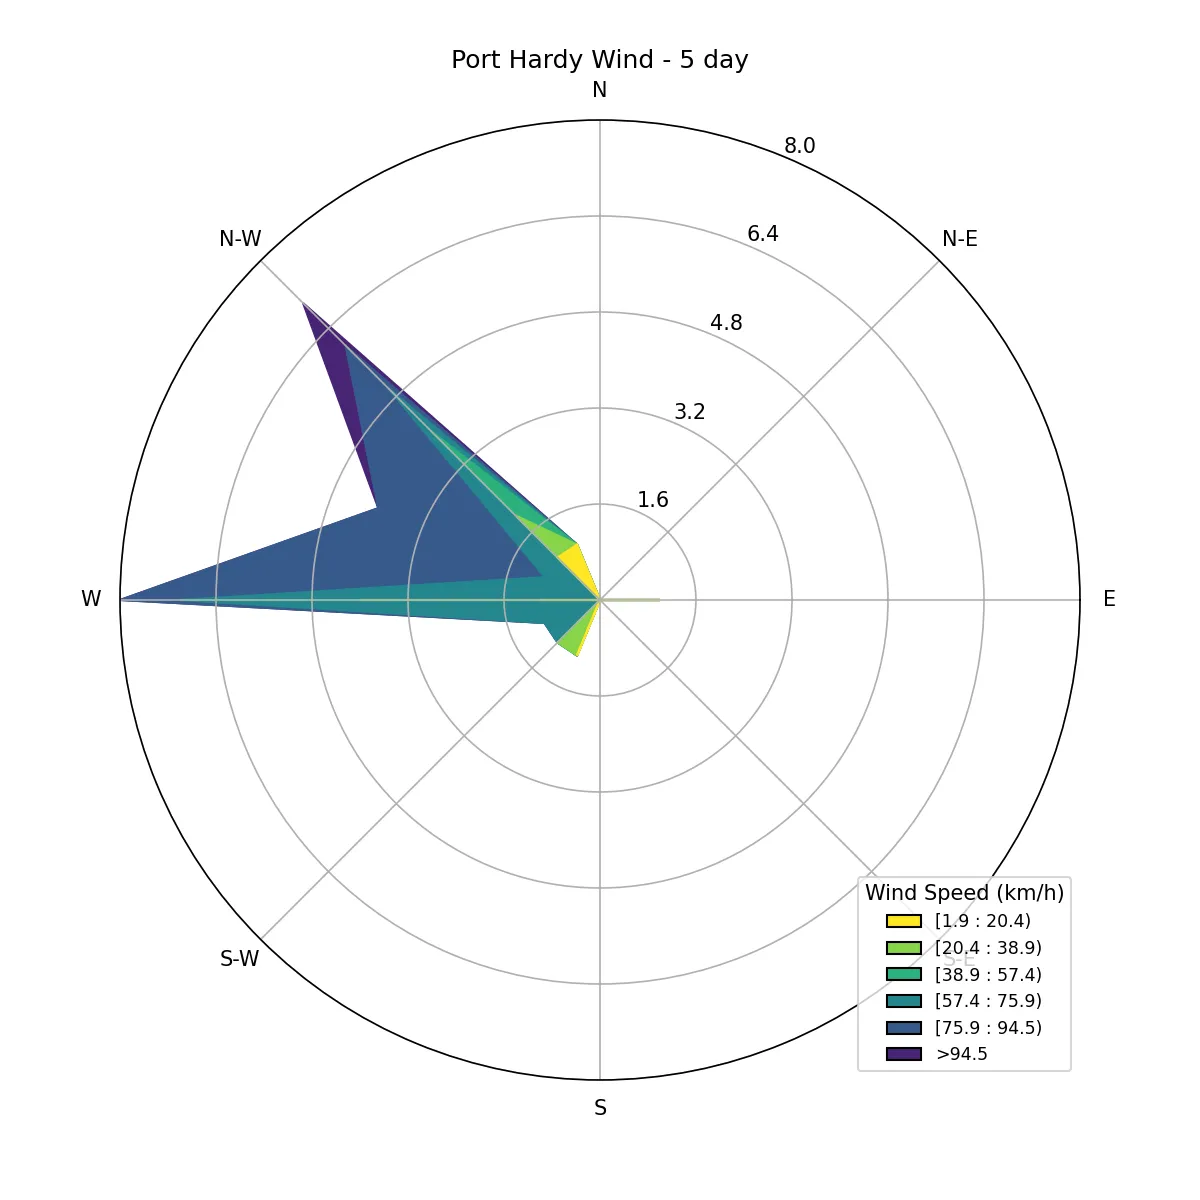 Port Hardy Wind - 5 day
N
8.0
N-W
N-E
6.4
4.8
3.2
1.6
W
E
S-W
S-E
S
Wind Speed (km/h)
[1.9 : 20.4)
[20.4 : 38.9)
[38.9 : 57.4)
[57.4 : 75.9)
[75.9 : 94.5)
>94.5